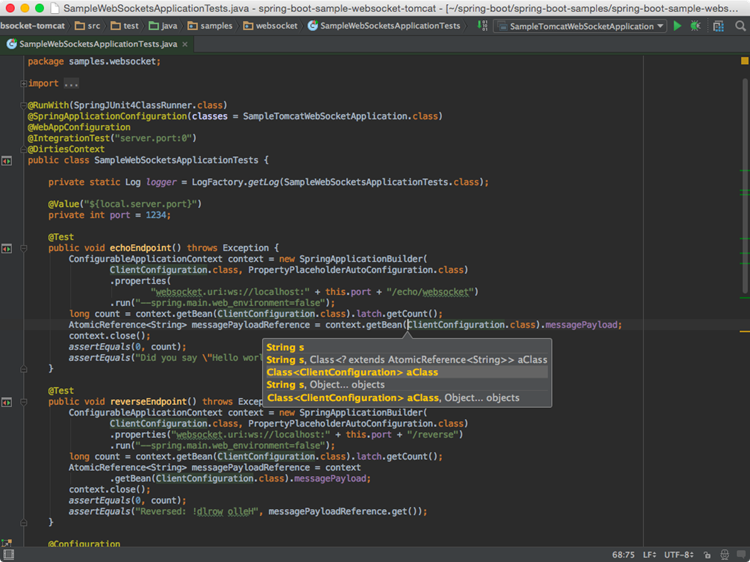 SampleWebSocketsApplicationTests.java - spring-boot-sample-websocket-tomcat - [~/spring-boot/spring-boot-samples/spring-boot-sample-webs...
bsocket-tomcat src test java samples websocket SampleWebSocketsApplicationTests SampleTomcatWebSocketApplication
SampleWebSocketsApplicationTests.java
package samples.websocket;
import ...
@RunWith(SpringJUnit4ClassRunner.class)
@SpringApplicationConfiguration(classes = SampleTomcatWebSocketApplication.class)
@WebAppConfiguration
@IntegrationTest("server.port:0")
@DirtiesContext
public class SampleWebSocketsApplicationTests {
private static Log logger = LogFactory.getLog(SampleWebSocketsApplicationTests.class);
@Value("${local.server.port}")
private int port = 1234;
@Test
public void echoEndpoint() throws Exception {
ConfigurableApplicationContext context = new SpringApplicationBuilder(
ClientConfiguration.class, PropertyPlaceholderAutoConfiguration.class)
.properties(
"websocket.uri:ws://localhost:" + this.port + "/echo/websocket")
.run("--spring.main.web_environment=false");
long count = context.getBean(ClientConfiguration.class).latch.getCount();
AtomicReference<String> messagePayloadReference = context.getBean(ClientConfiguration.class).messagePayload;
context.close();
assertEquals(0, count);
assertEquals("Did you say \"Hello worl
String s
String s, Class<? extends AtomicReference<String>> aClass
Class<ClientConfiguration> aClass
String s, Object... objects
Class<ClientConfiguration> aClass, Object... objects
}
@Test
public void reverseEndpoint() throws Excep
ConfigurableApplicationContext context = new SpringApplicationBuilder(
ClientConfiguration.class, PropertyPlaceholderAutoConfiguration.class)
.properties("websocket.uri:ws://localhost:" + this.port + "/reverse")
.run("--spring.main.web_environment=false");
long count = context.getBean(ClientConfiguration.class).latch.getCount();
AtomicReference<String> messagePayloadReference = context
.getBean(ClientConfiguration.class).messagePayload;
context.close();
assertEquals(0, count);
assertEquals("Reversed: !dlrow olleH", messagePayloadReference.get());
}
@Configuration
68:75 LF÷ UTF-8÷